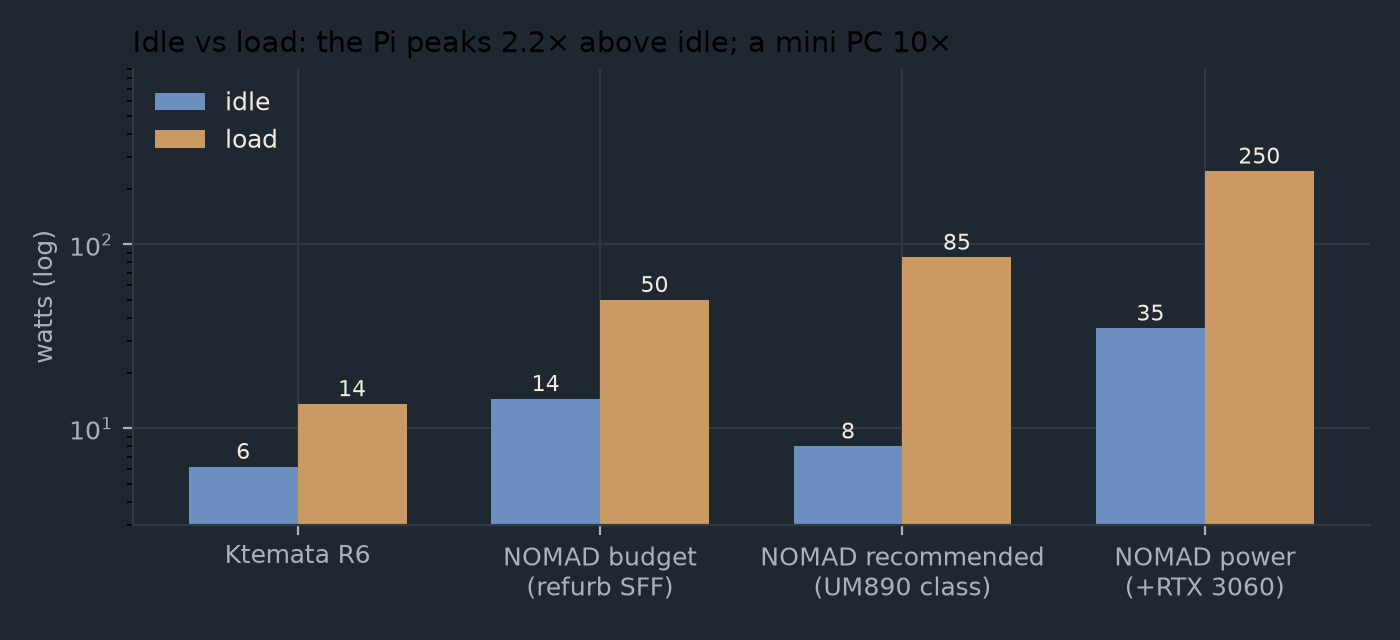 Idle vs load: the Pi peaks 2.2× above idle; a mini PC 10×
idle
load
watts (log)
10²
10¹
6
14
14
50
8
85
35
250
Ktemata R6
NOMAD budget
(refurb SFF)
NOMAD recommended
(UM890 class)
NOMAD power
(+RTX 3060)